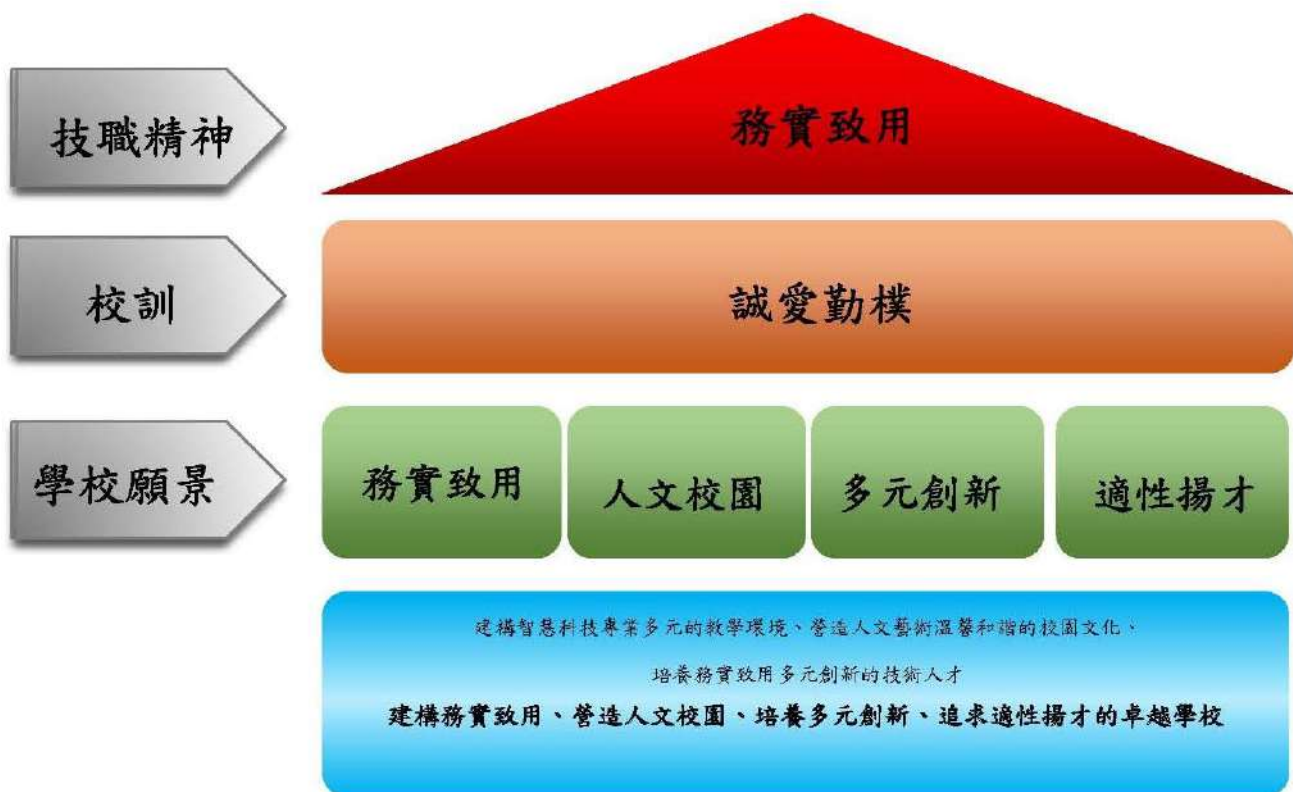 技職精神
務實致用
校訓
誠愛勤樸
學校願景
務實致用
人文校園
多元創新
適性揚才
建構智慧科技專業多元的教學環境、營造人文藝術溫馨和諧的校園文化、
培養務實致用多元創新的技術人才
建構務實致用、營造人文校園、培養多元創新、追求適性揚才的卓越學校